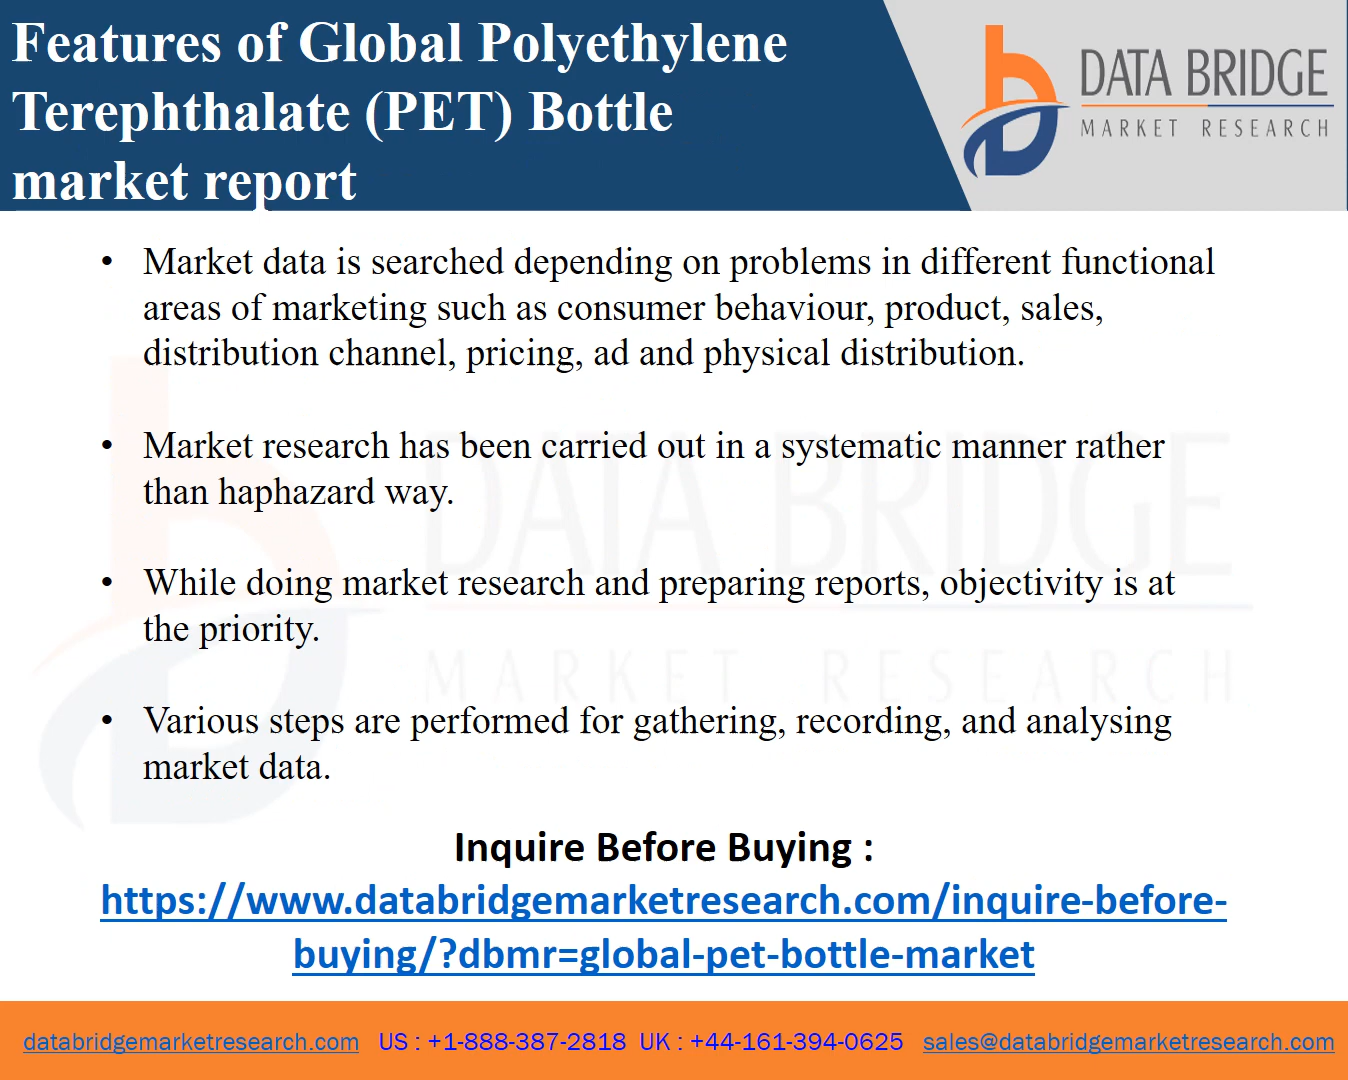 Features of Global Polyethylene
Terephthalate (PET) Bottle
market report
DATA BRIDGE
MARKET RESEARCH
• Market data is searched depending on problems in different functional
areas of marketing such as consumer behaviour, product, sales,
distribution channel, pricing, ad and physical distribution.
• Market research has been carried out in a systematic manner rather
than haphazard way.
• While doing market research and preparing reports, objectivity is at
the priority.
• Various steps are performed for gathering, recording, and analysing
market data.
DATA BRIDGE
MARKET RESEARCH
Inquire Before Buying :
https://www.databridgemarketresearch.com/inquire-before-
buying/?dbmr=global-pet-bottle-market
databridgemarketresearch.com US : +1-888-387-2818 UK : +44-161-394-0625 sales@databridgemarketresearch.com